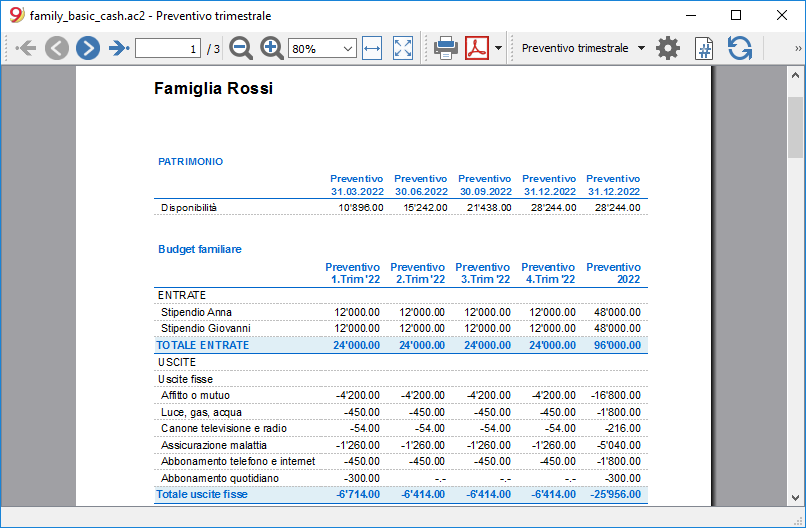 family_basic_cash.ac2 - Preventivo trimestrale
1 / 3 80% Preventivo trimestrale »
Famiglia Rossi
PATRIMONIO
Preventivo Preventivo Preventivo Preventivo Preventivo
31.03.2022 30.06.2022 30.09.2022 31.12.2022 31.12.2022
Disponibilità 10'896.00 15'242.00 21'438.00 28'244.00 28'244.00
Budget familiare
Preventivo Preventivo Preventivo Preventivo Preventivo
1.Trim '22 2.Trim '22 3.Trim '22 4.Trim '22 2022
ENTRATE
Stipendio Anna 12'000.00 12'000.00 12'000.00 12'000.00 48'000.00
Stipendio Giovanni 12'000.00 12'000.00 12'000.00 12'000.00 48'000.00
TOTALE ENTRATE 24'000.00 24'000.00 24'000.00 24'000.00 96'000.00
USCITE
Uscite fisse
Affitto o mutuo -4'200.00 -4'200.00 -4'200.00 -4'200.00 -16'800.00
Luce, gas, acqua -450.00 -450.00 -450.00 -450.00 -1'800.00
Canone televisione e radio -54.00 -54.00 -54.00 -54.00 -216.00
Assicurazione malattia -1'260.00 -1'260.00 -1'260.00 -1'260.00 -5'040.00
Abbonamento telefono e internet -450.00 -450.00 -450.00 -450.00 -1'800.00
Abbonamento quotidiano -300.00 -.- -.- -.- -300.00
Totale uscite fisse -6'714.00 -6'414.00 -6'414.00 -6'414.00 -25'956.00